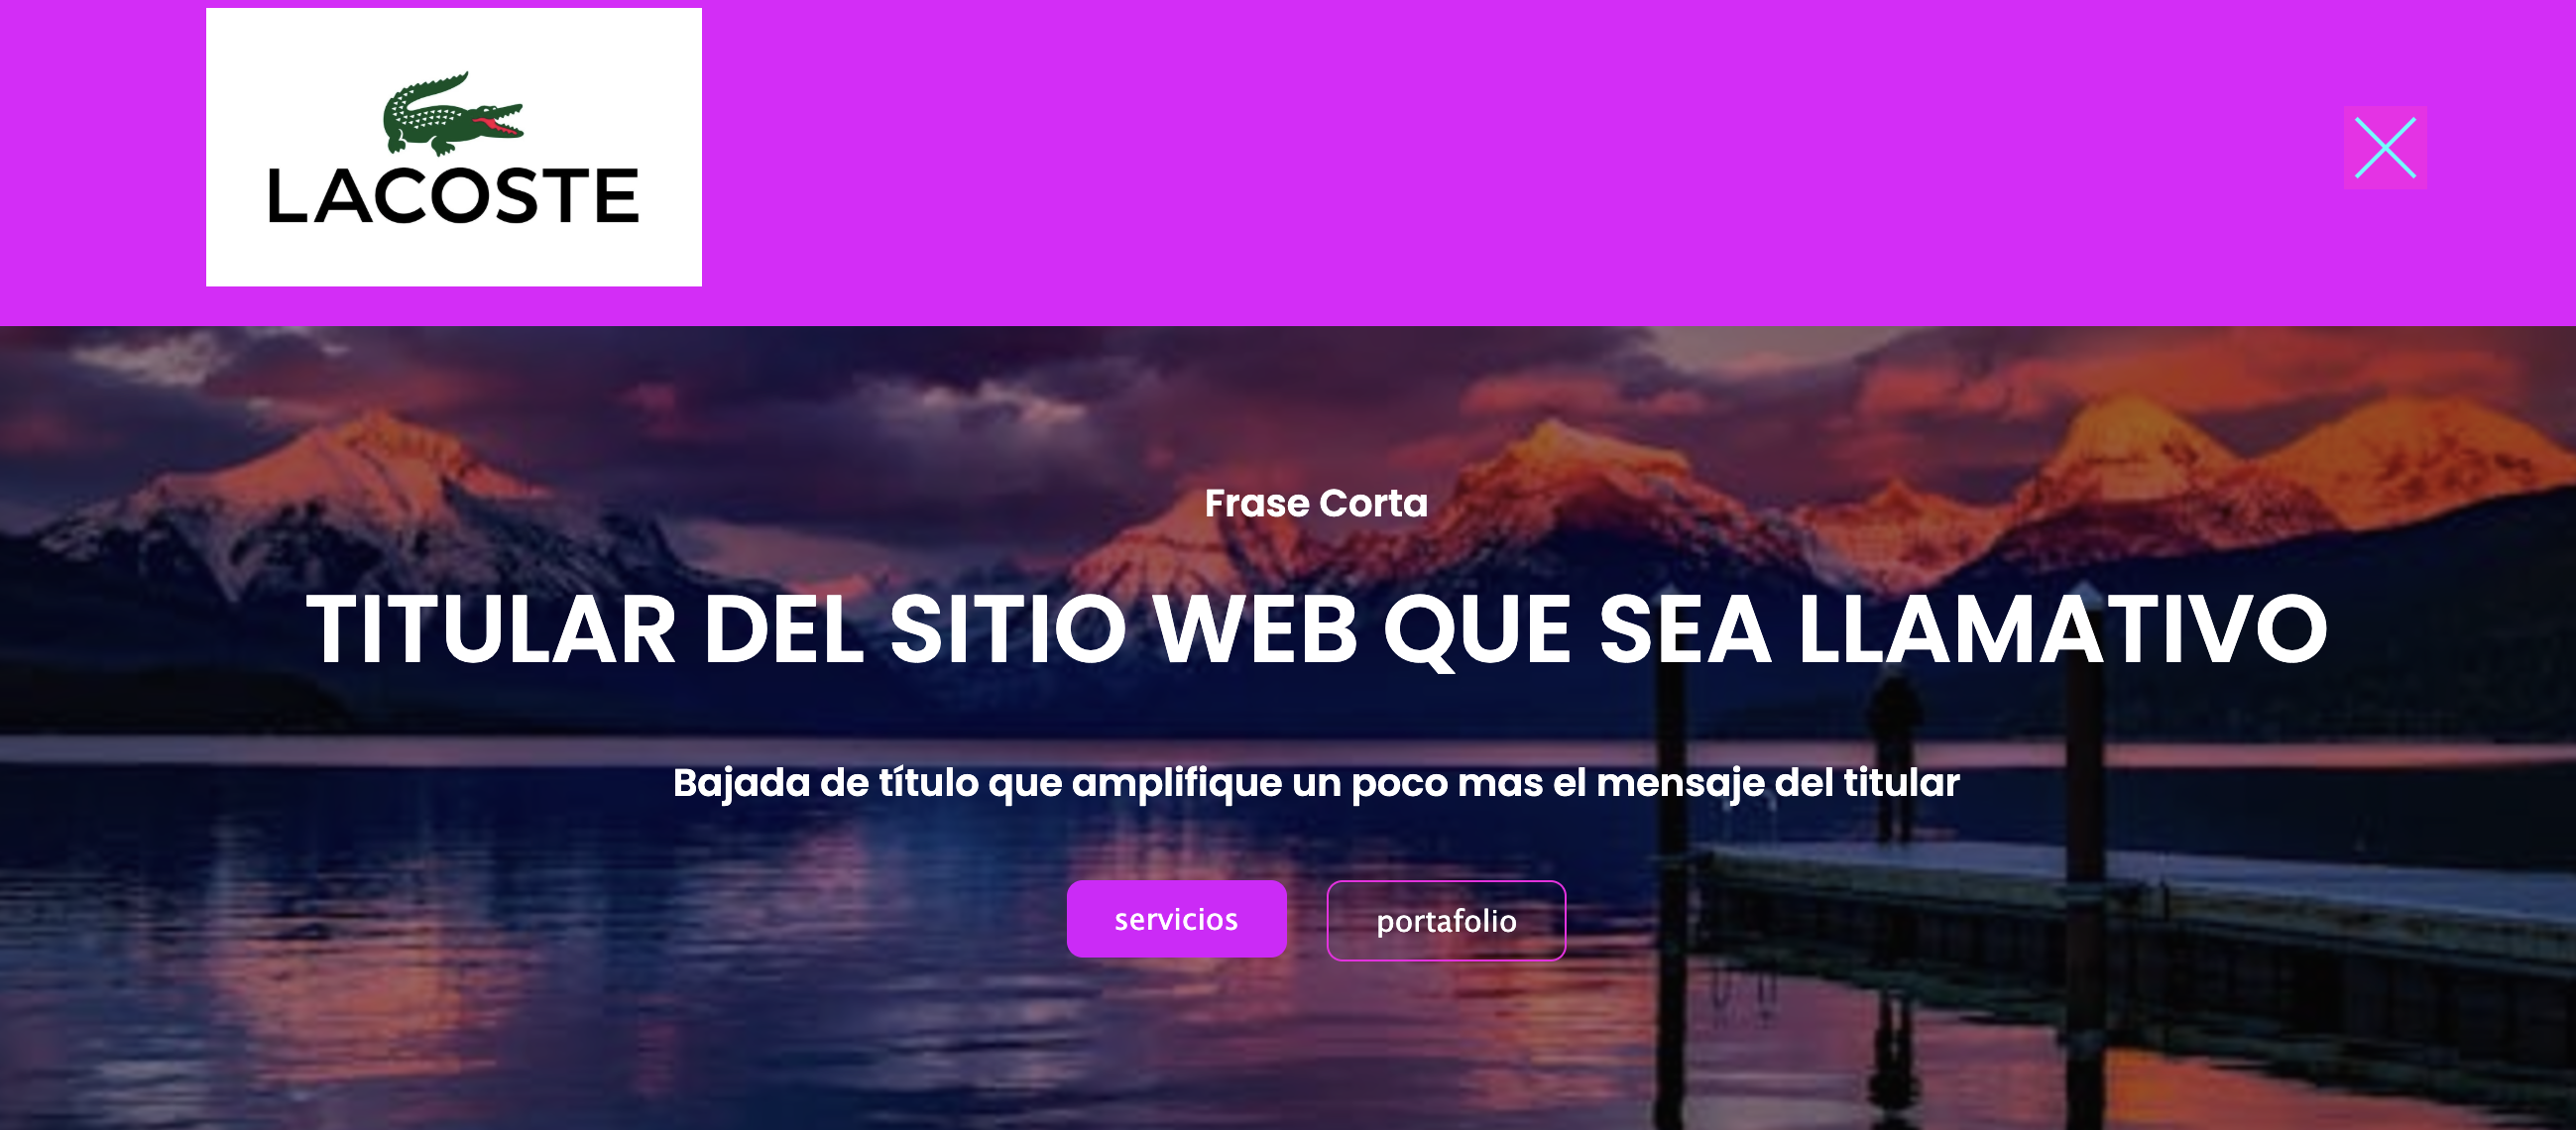 LACOSTE
Frase Corta
TITULAR DEL SITIO WEB QUE SEA LLAMATIVO
Bajada de título que amplifique un poco mas el mensaje del titular
servicios
portafolio